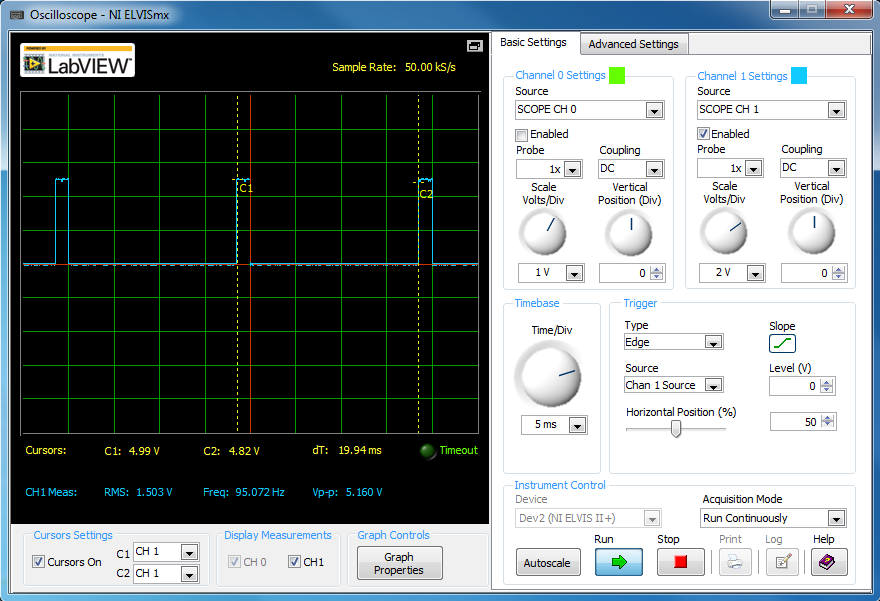 Oscilloscope - NI ELVISmx
POWERED BY
NATIONAL INSTRUMENTS
LabVIEW™
Sample Rate: 50.00 kS/s
C1
C2
Cursors: C1: 4.99 V C2: 4.82 V dT: 19.94 ms Timeout
CH1 Meas: RMS: 1.503 V Freq: 95.072 Hz Vp-p: 5.160 V
Cursors Settings
Cursors On
C1 CH 1
C2 CH 1
Display Measurements
CH 0 CH1
Graph Controls
Graph
Properties
Basic Settings Advanced Settings
Channel 0 Settings
Source
SCOPE CH 0
Enabled
Probe Coupling
1x DC
Scale
Volts/Div
Vertical
Position (Div)
1 V 0
Channel 1 Settings
Source
SCOPE CH 1
Enabled
Probe Coupling
1x DC
Scale
Volts/Div
Vertical
Position (Div)
2 V 0
Timebase
Time/Div
5 ms
Trigger
Type
Edge
Slope
Source
Chan 1 Source
Level (V)
0
Horizontal Position (%)
50
Instrument Control
Device
Dev2 (NI ELVIS II+)
Acquisition Mode
Run Continuously
Autoscale
Run Stop Print Log Help